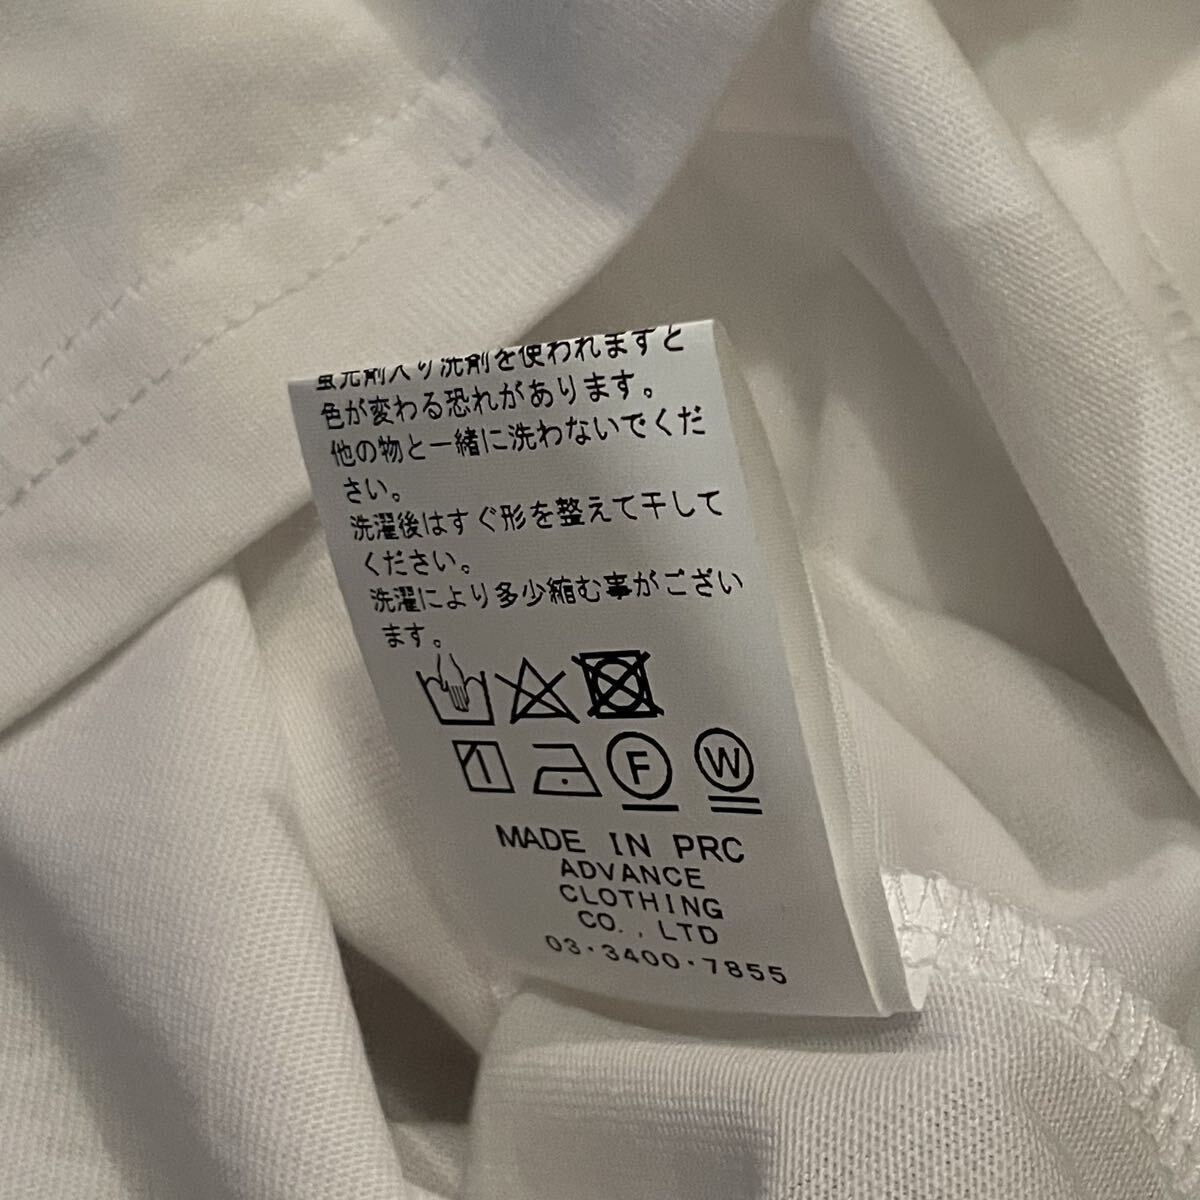 蛍光剤入り洗剤を使われますと
色が変わる恐れがあります。
他の物と一緒に洗わないでくだ
さい。
洗濯後はすぐ形を整えて干して
ください。
洗濯により多少縮む事がござい
ます。
F W
MADE IN PRC
ADVANCE
CLOTHING
CO.,LTD
03・3400・7855